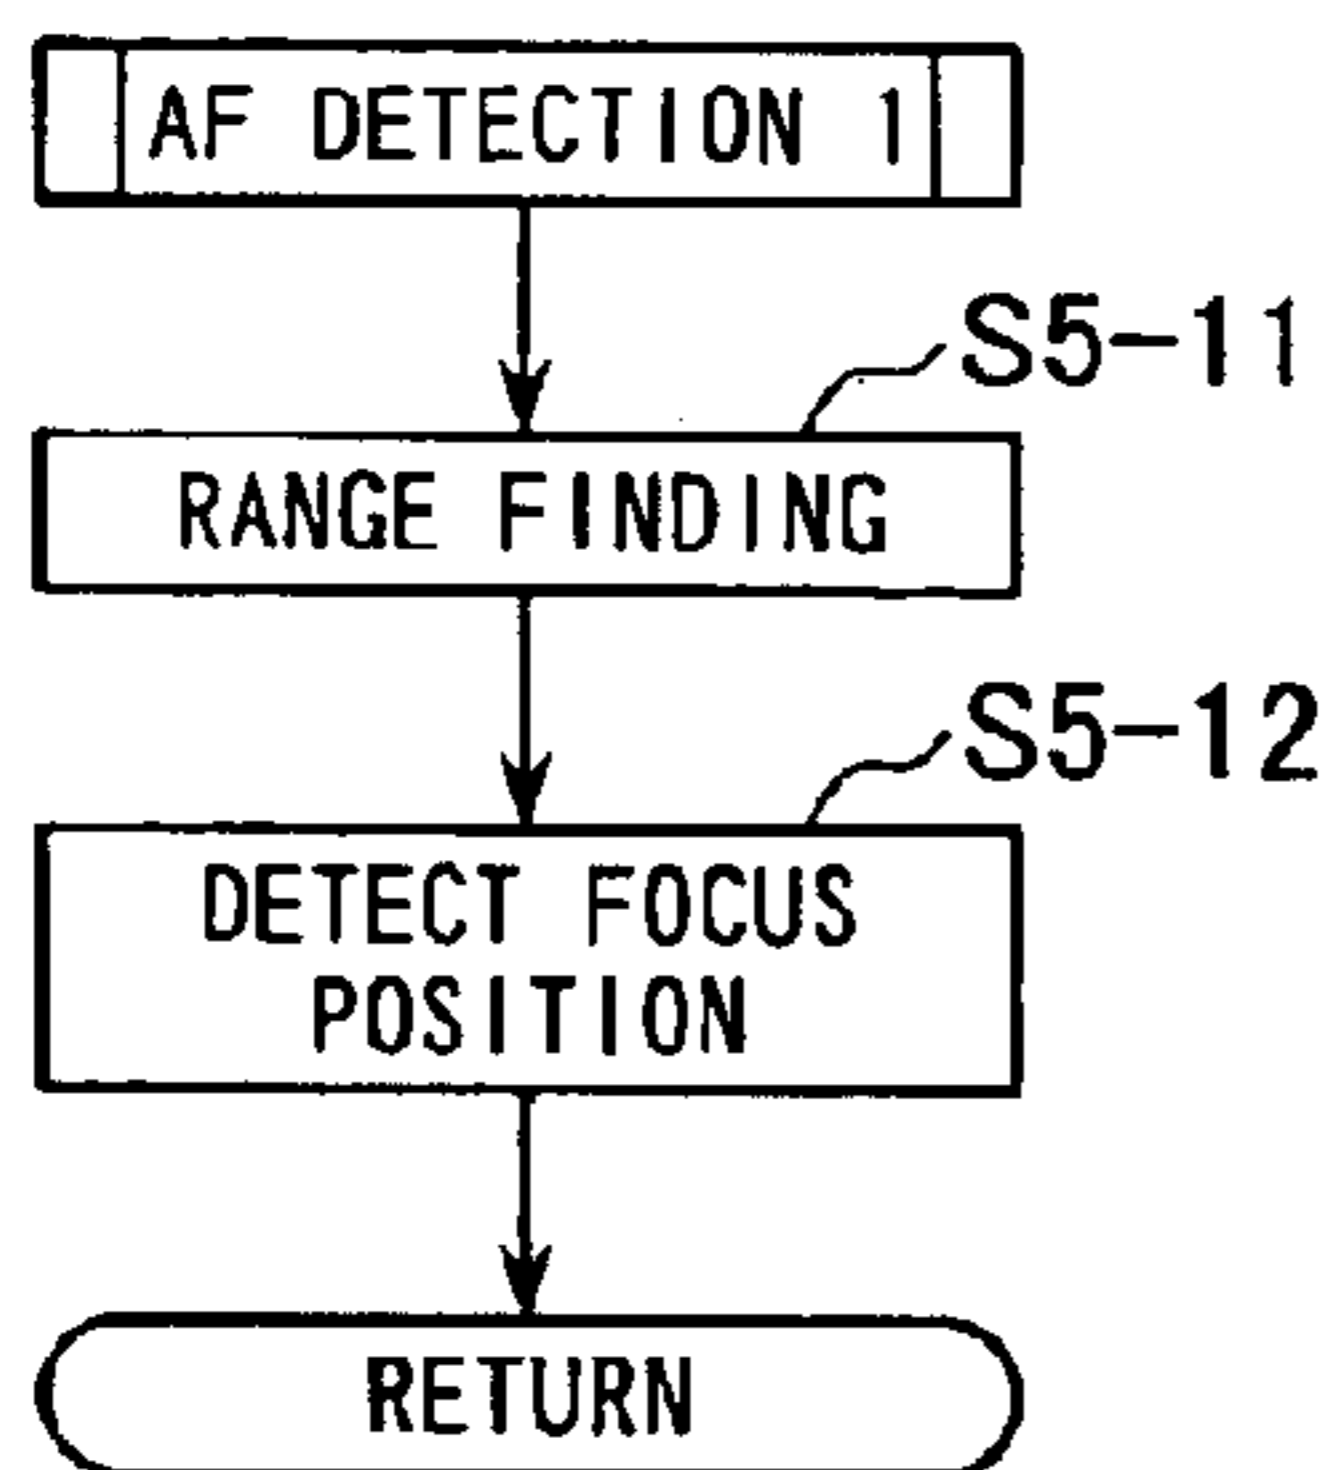 AF DETECTION 1
S5-11
RANGE FINDING
S5-12
DETECT FOCUS
POSITION
RETURN